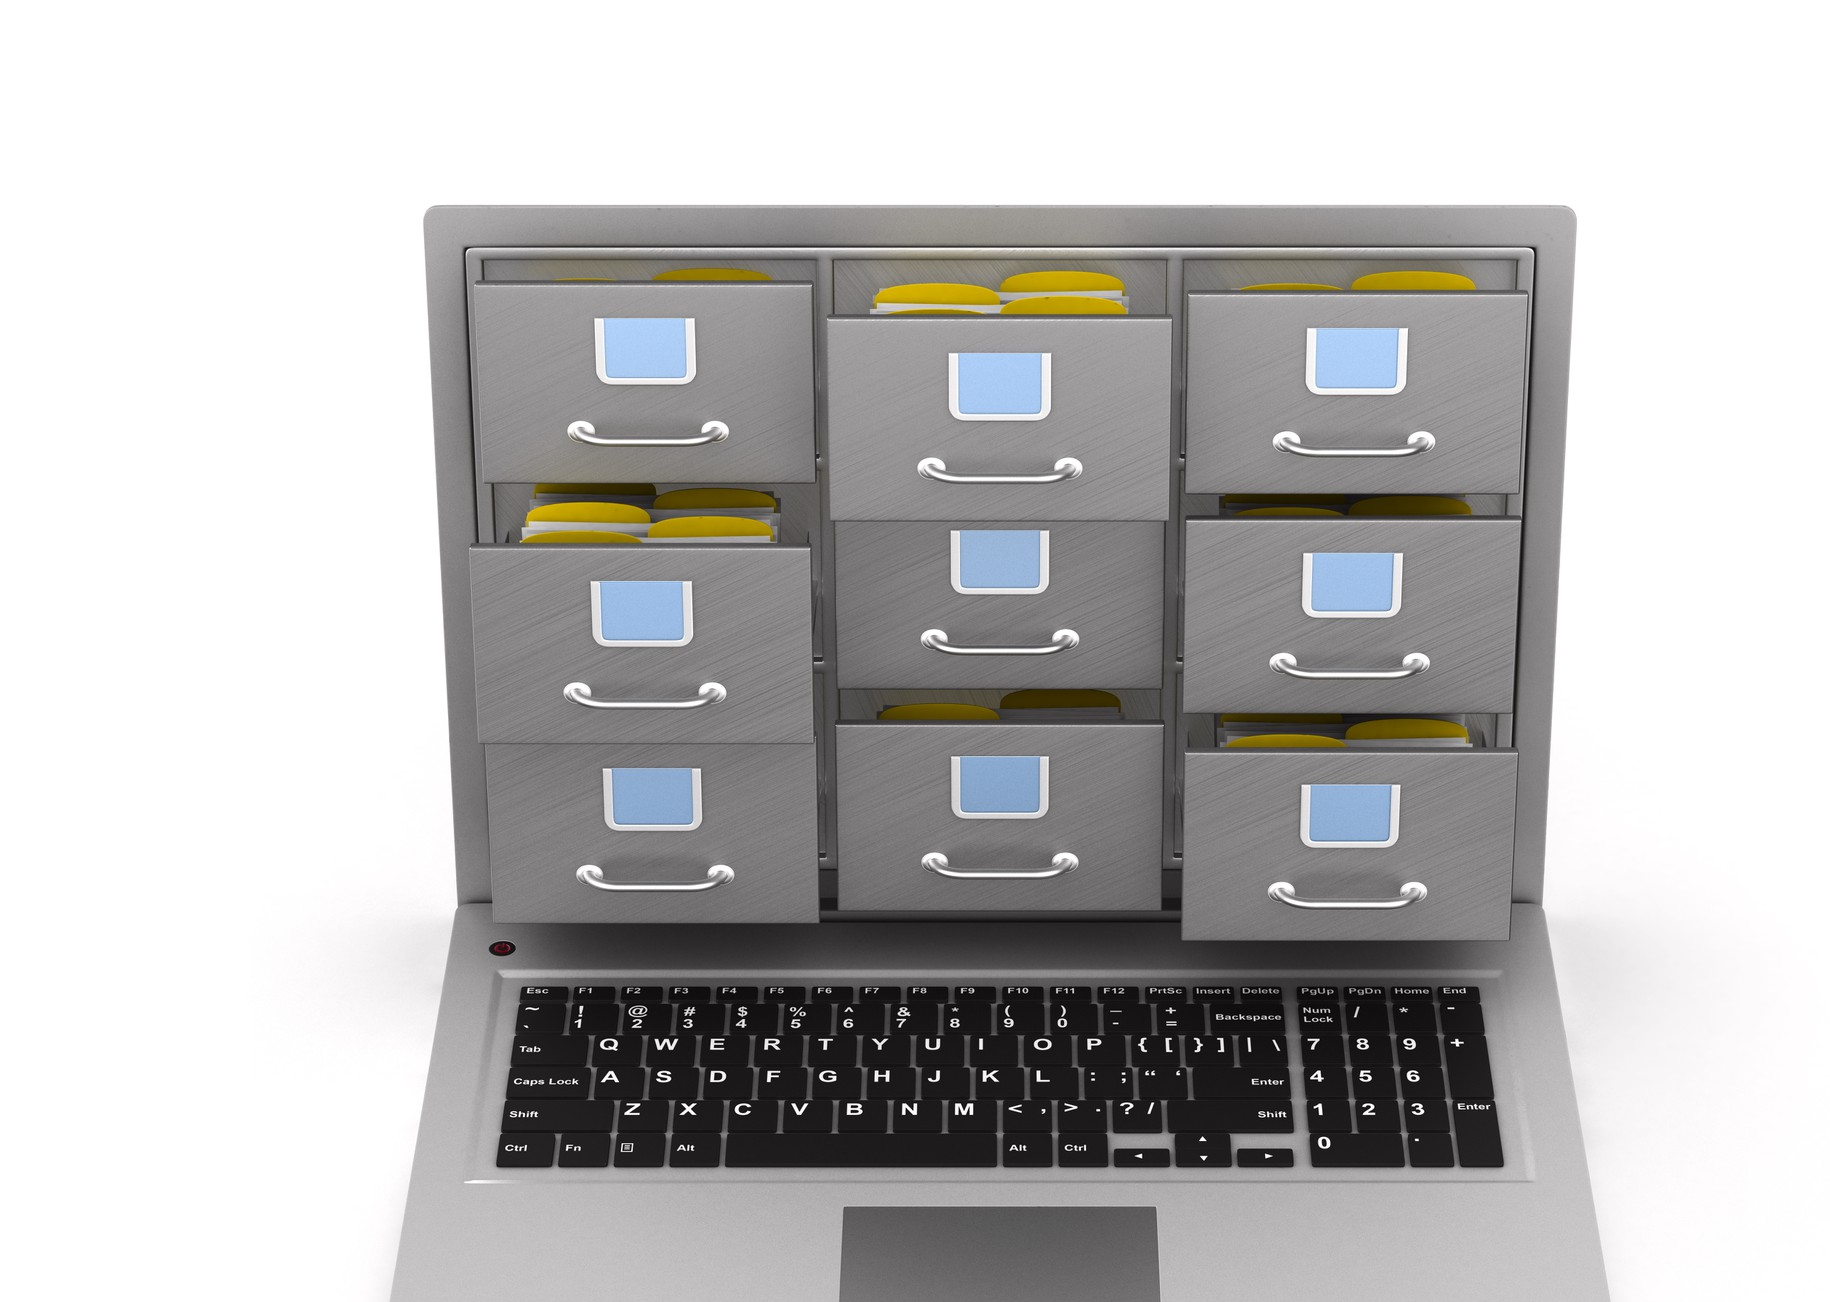 Esc F1 F2 F3 F4 F5 F6 F7 F8 F9 F10 F11 F12 PrtSc Insert Delete PgUp PgDn Home End
~ ! @ # $ % ^ & * ( ) _ +
` 1 2 3 4 5 6 7 8 9 0 - = Backspace Num Lock / * -
Tab Q W E R T Y U I O P { [ } ] | \ 7 8 9 +
Caps Lock A S D F G H J K L : ; “ ‘ Enter 4 5 6
Shift Z X C V B N M < , > . ? / Shift 1 2 3 Enter
Ctrl Fn Alt Alt Ctrl 0 .